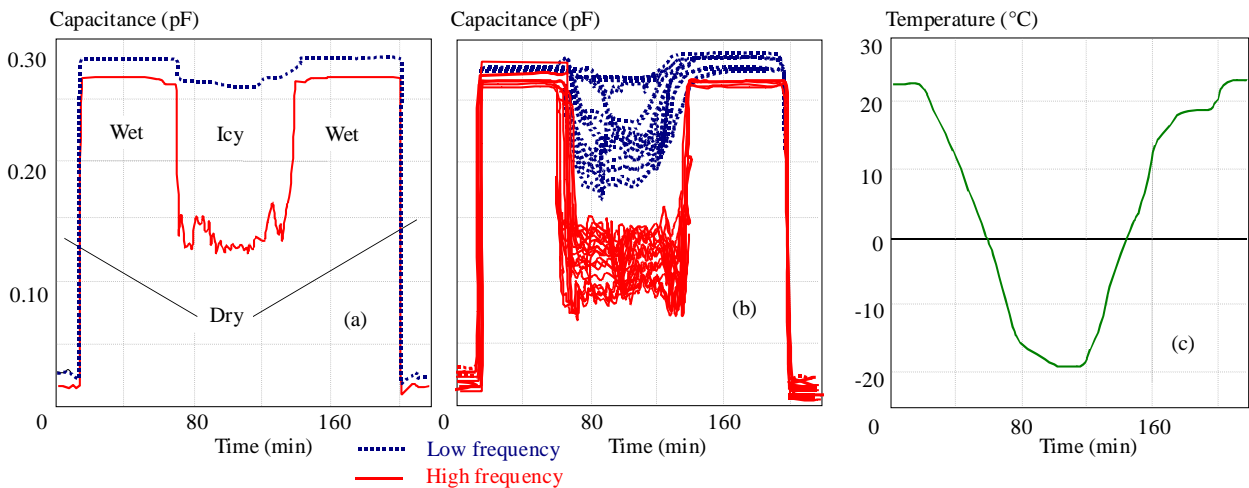 Capacitance (pF)
0.30
0.20
0.10
0
80
160
Time (min)
Wet
Icy
Wet
Dry
(a)
Capacitance (pF)
80
160
Time (min)
(b)
Temperature (°C)
30
20
10
0
-10
-20
0
80
160
Time (min)
(c)
Low frequency
High frequency